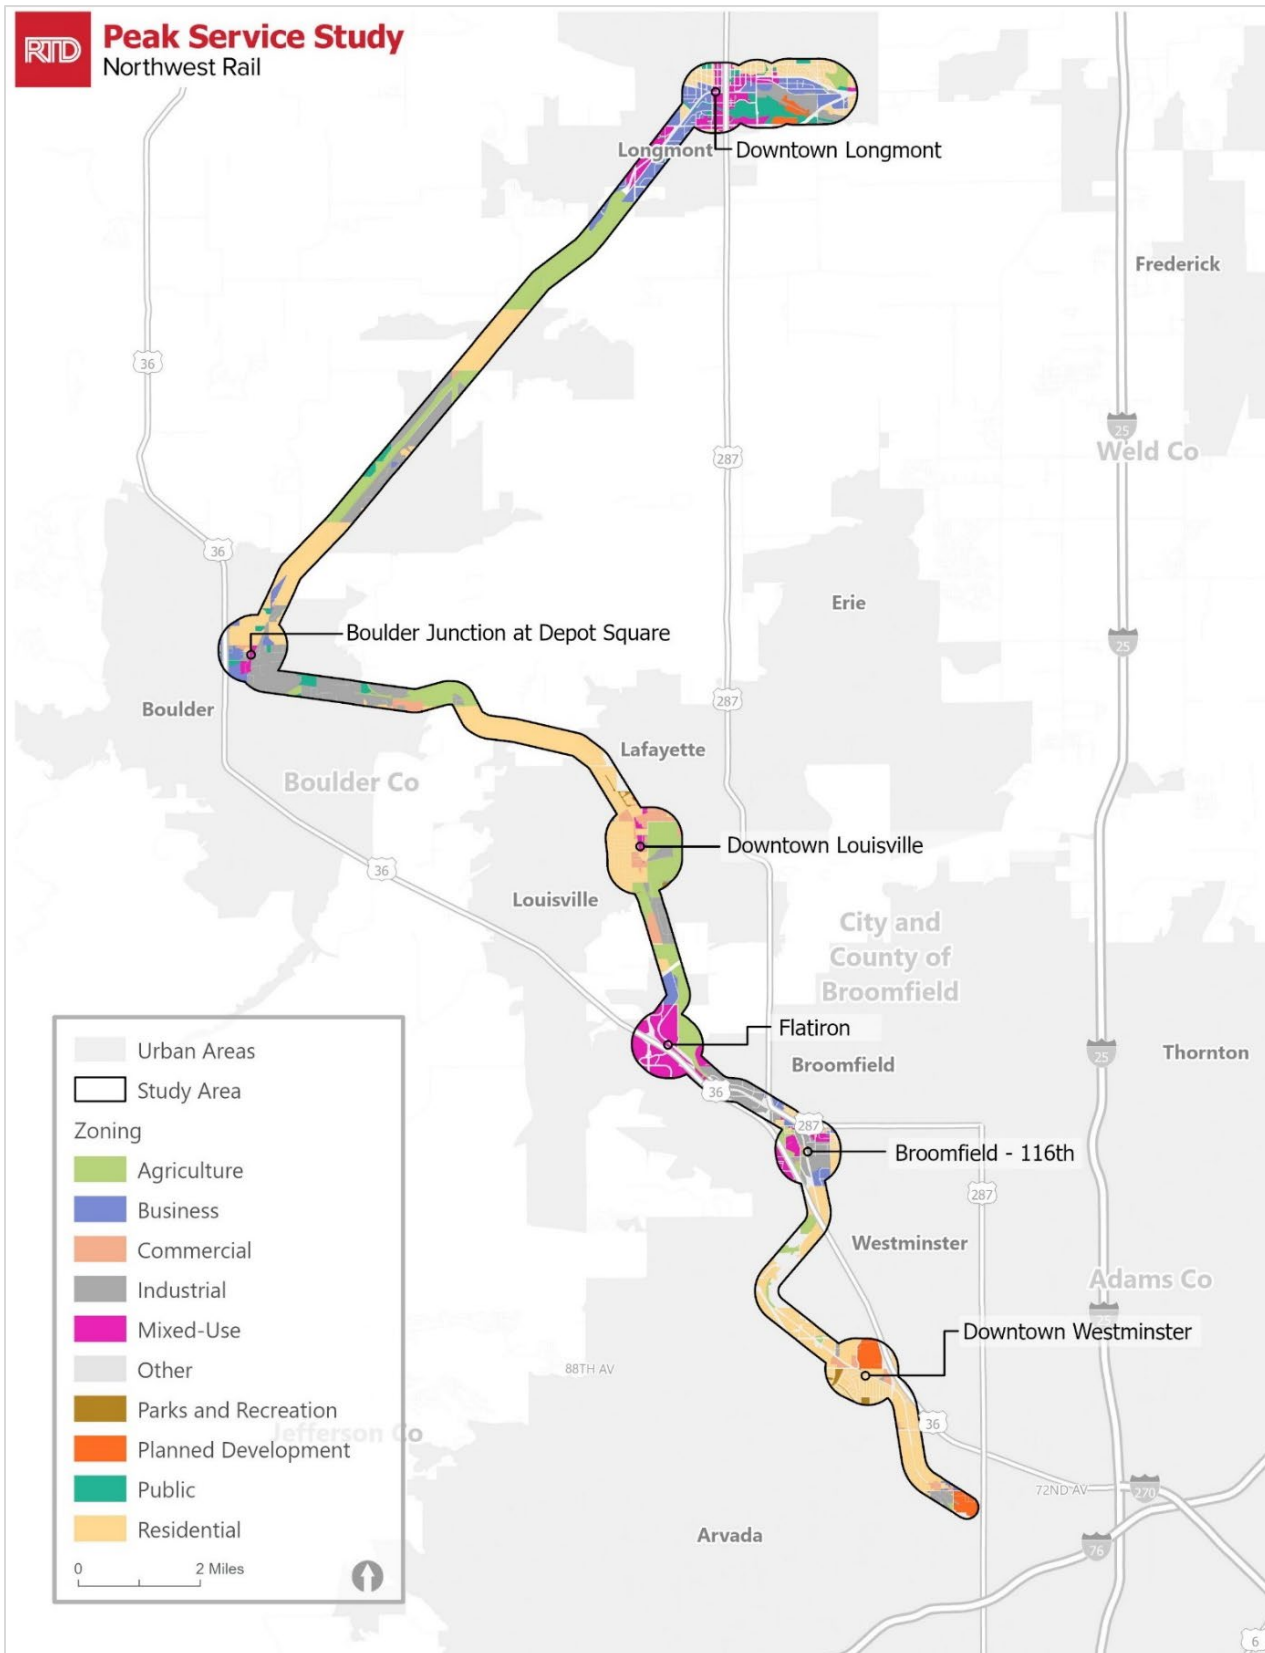 RTD
Peak Service Study
Northwest Rail
Longmont
Downtown Longmont
Frederick
36
25
Weld Co
287
36
Erie
25
Boulder Junction at Depot Square
287
Boulder
Lafayette
Boulder Co
Downtown Louisville
36
Louisville
City and
County of
Broomfield
Flatiron
25
Thornton
Broomfield
36
287
Broomfield - 116th
287
Westminster
Adams Co
25
Downtown Westminster
88TH AV
36
Jefferson Co
72ND AV
270
Arvada
76
6
Urban Areas
Study Area
Zoning
Agriculture
Business
Commercial
Industrial
Mixed-Use
Other
Parks and Recreation
Planned Development
Public
Residential
0 2 Miles